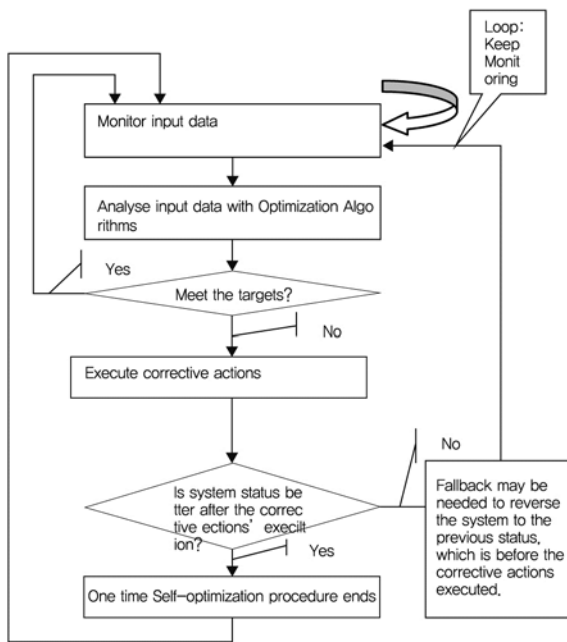 Loop:
Keep
Monit
oring
Monitor input data
Analyse input data with Optimization Algo
rithms
Yes
Meet the targets?
No
Execute corrective actions
No
Is system status be
tter after the correc
tive ections' execilt
ion?
Fallback may be
needed to reverse
the system to the
previous status,
which is before the
corrective actions
executed.
Yes
One time Self-optimization procedure ends